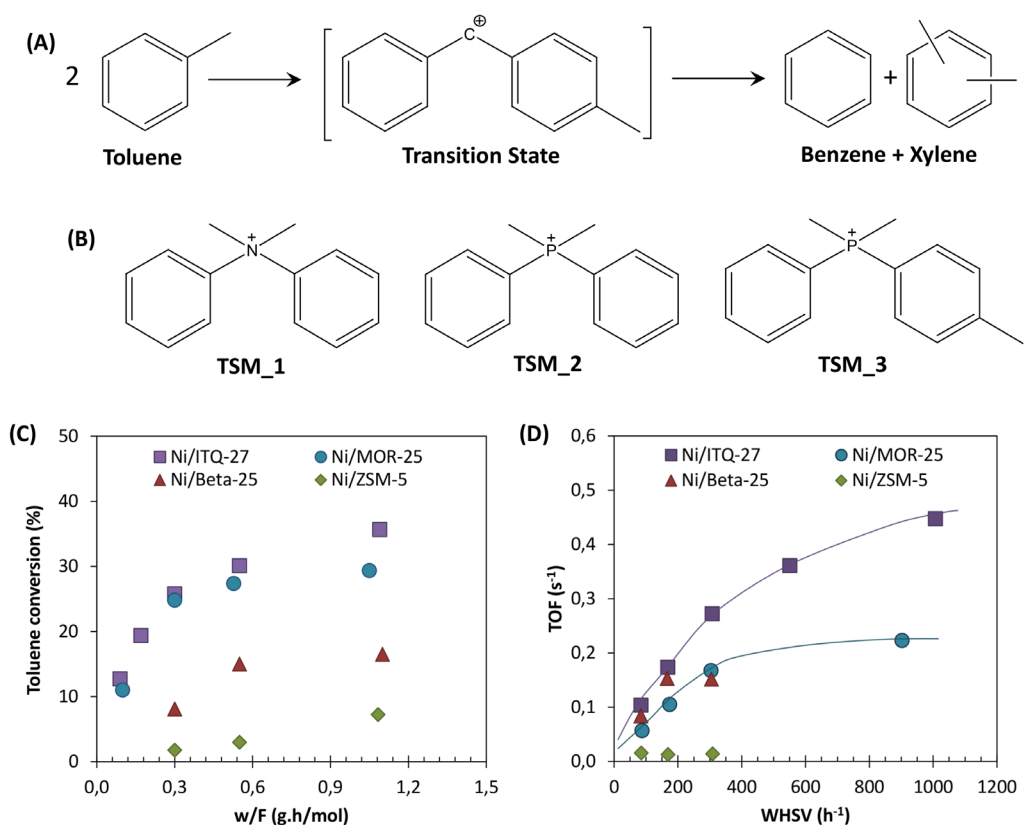 (A)
2
C
⊕
+
Toluene
Transition State
Benzene + Xylene
(B)
N
+
P
+
P
+
TSM_1
TSM_2
TSM_3
(C)
50
40
30
20
10
0
Toluene conversion (%)
Ni/ITQ-27
Ni/MOR-25
Ni/Beta-25
Ni/ZSM-5
0,0
0,3
0,6
0,9
1,2
1,5
w/F (g.h/mol)
(D)
0,6
0,5
0,4
0,3
0,2
0,1
0,0
TOF (s-1)
Ni/ITQ-27
Ni/MOR-25
Ni/Beta-25
Ni/ZSM-5
0
200
400
600
800
1000
1200
WHSV (h-1)